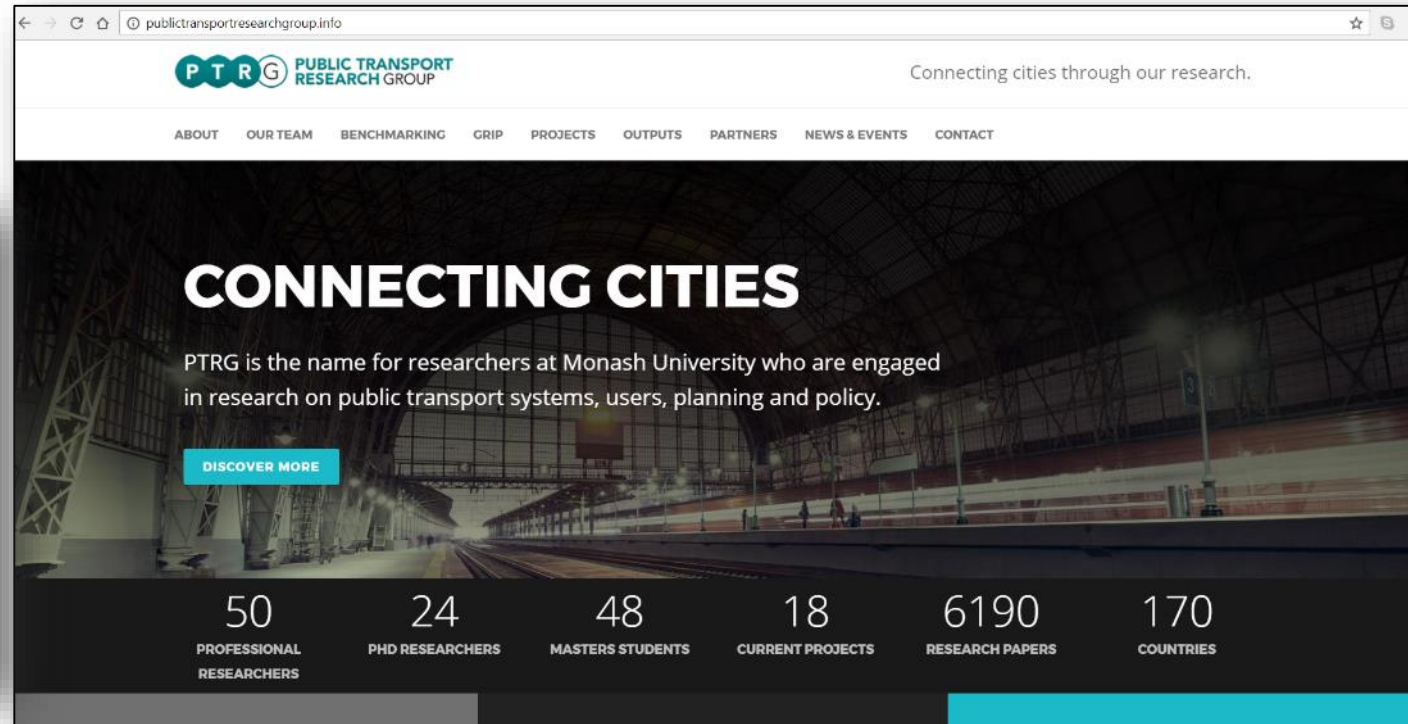 publictransportresearchgroup.info
PTRG PUBLIC TRANSPORT
RESEARCH GROUP
Connecting cities through our research.
ABOUT OUR TEAM BENCHMARKING GRIP PROJECTS OUTPUTS PARTNERS NEWS & EVENTS CONTACT
CONNECTING CITIES
PTRG is the name for researchers at Monash University who are engaged
in research on public transport systems, users, planning and policy.
DISCOVER MORE
50 24 48 18 6190 170
PROFESSIONAL PHD RESEARCHERS MASTERS STUDENTS CURRENT PROJECTS RESEARCH PAPERS COUNTRIES
RESEARCHERS